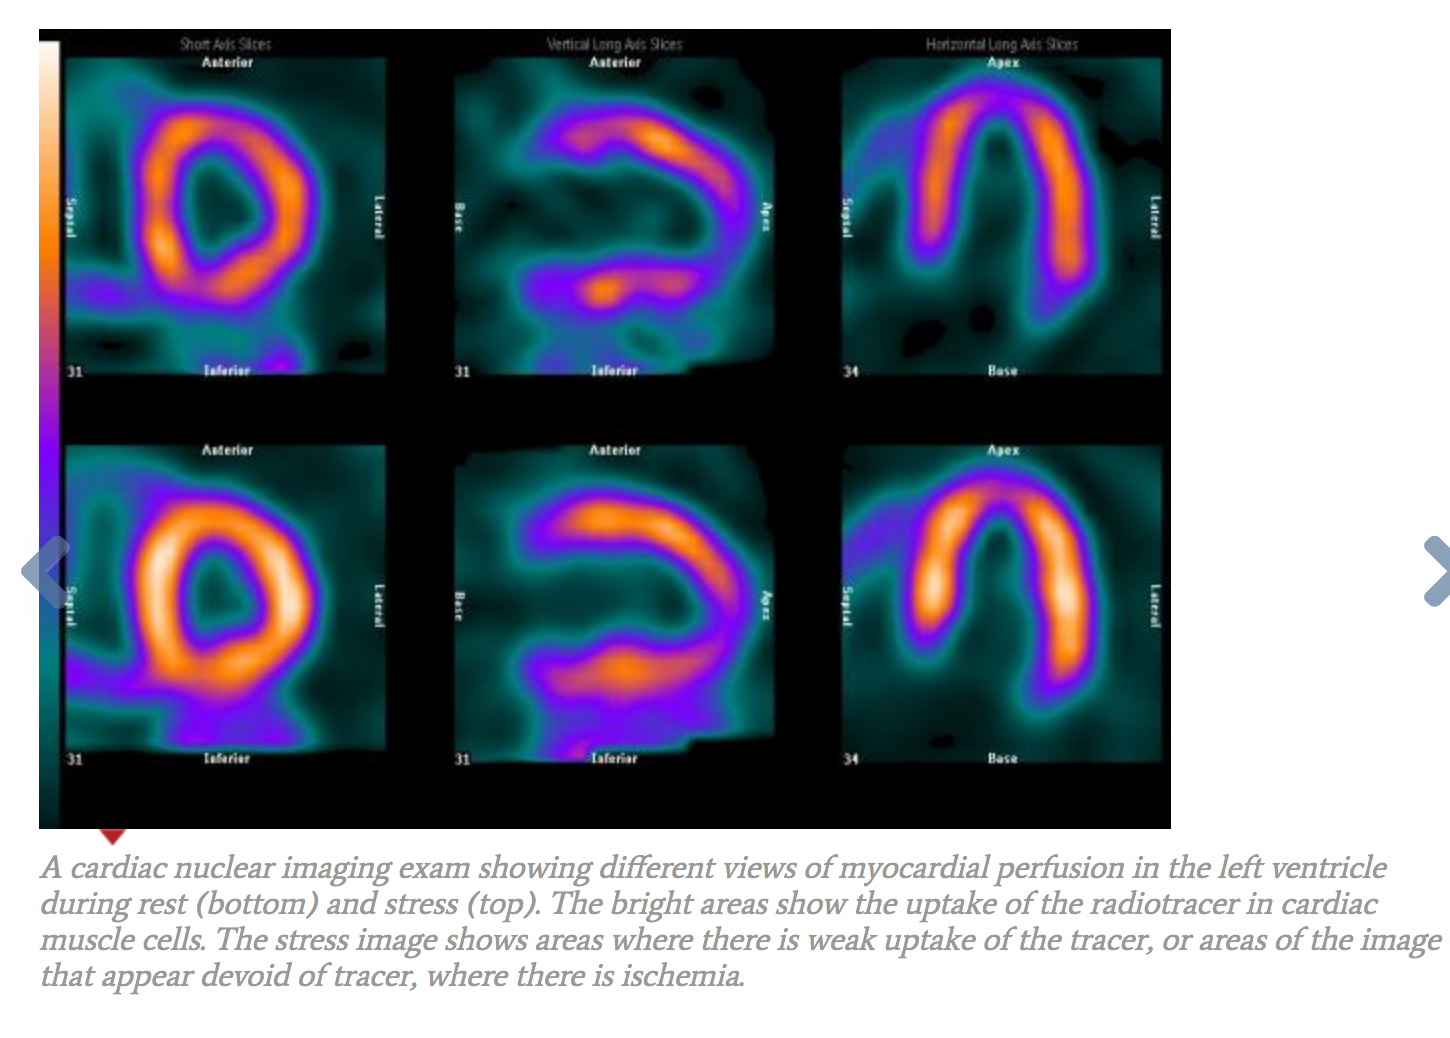 Short Axis Slices
Vertical Long Axis Slices
Horizontal Long Axis Slices
Anterior
Anterior
Apex
Septal
Lateral
Base
Apex
Septal
Lateral
31
Inferior
31
Inferior
34
Base
Anterior
Anterior
Apex
Septal
Lateral
Base
Apex
Septal
Lateral
31
Inferior
31
Inferior
34
Base
A cardiac nuclear imaging exam showing different views of myocardial perfusion in the left ventricle
during rest (bottom) and stress (top). The bright areas show the uptake of the radiotracer in cardiac
muscle cells. The stress image shows areas where there is weak uptake of the tracer, or areas of the image
that appear devoid of tracer, where there is ischemia.